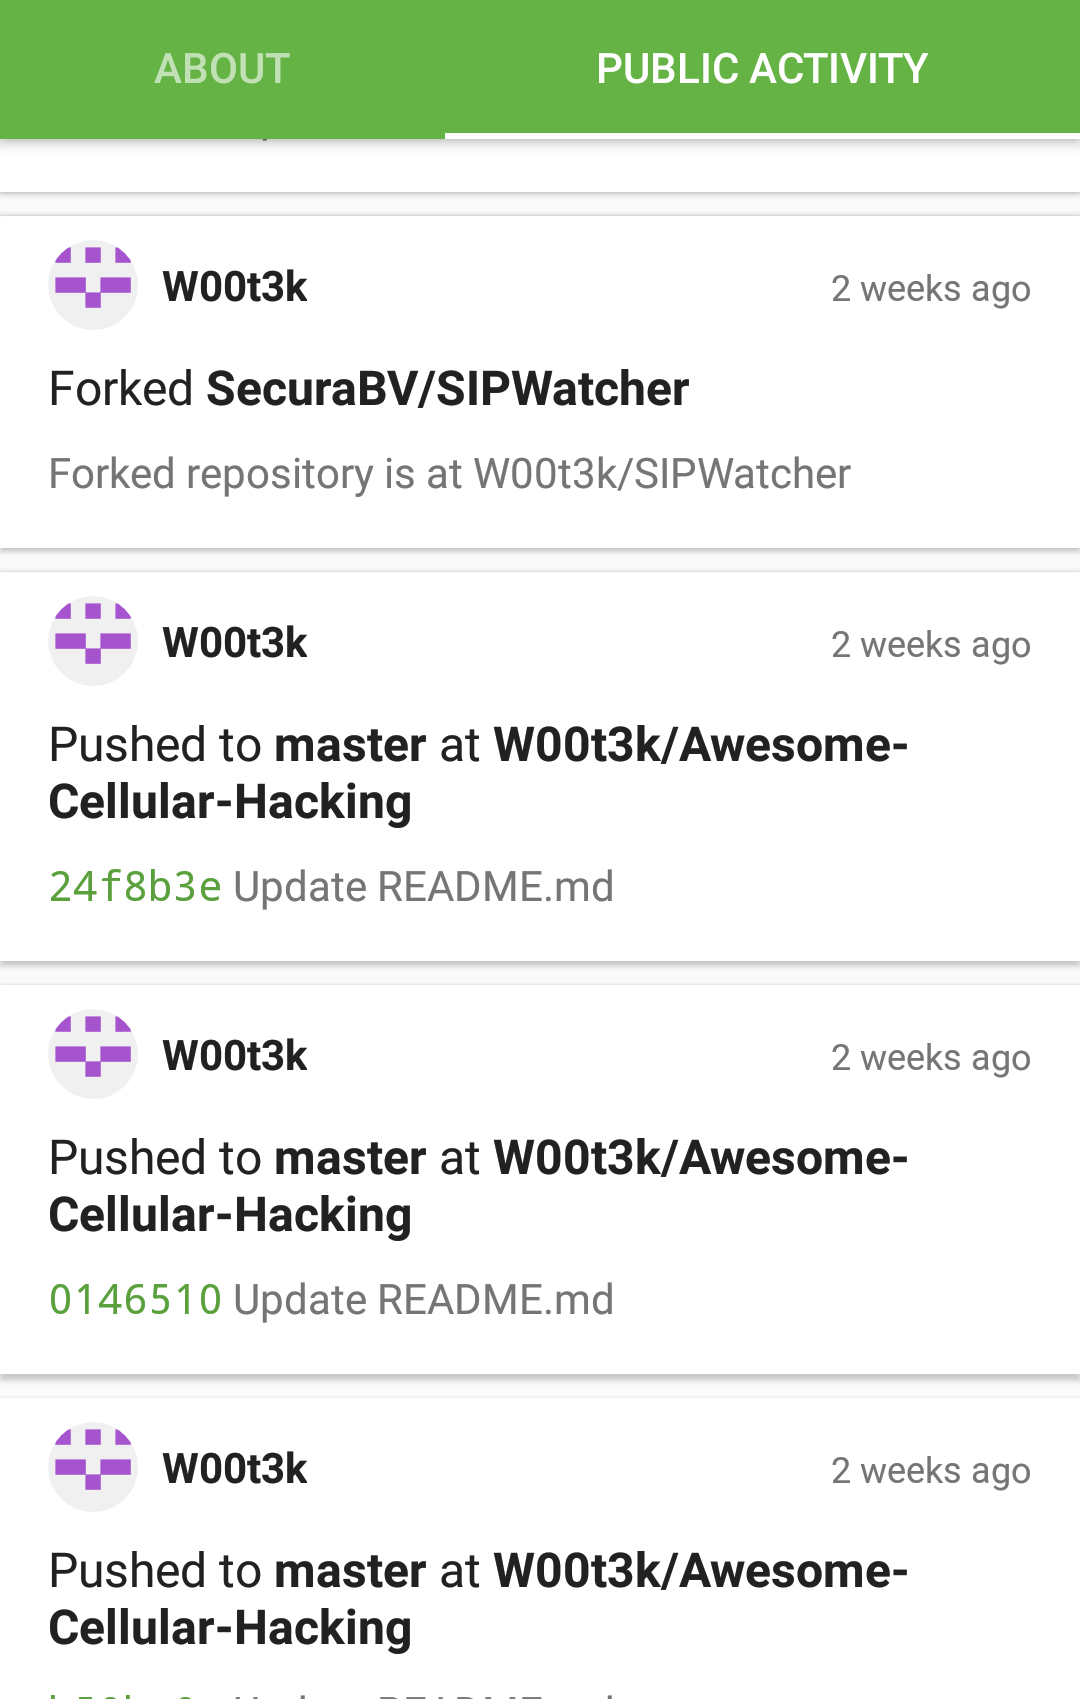 ABOUT
PUBLIC ACTIVITY
W00t3k
2 weeks ago
Forked SecuraBV/SIPWatcher
Forked repository is at W00t3k/SIPWatcher
W00t3k
2 weeks ago
Pushed to master at W00t3k/Awesome-
Cellular-Hacking
24f8b3e Update README.md
W00t3k
2 weeks ago
Pushed to master at W00t3k/Awesome-
Cellular-Hacking
0146510 Update README.md
W00t3k
2 weeks ago
Pushed to master at W00t3k/Awesome-
Cellular-Hacking
Update README.md